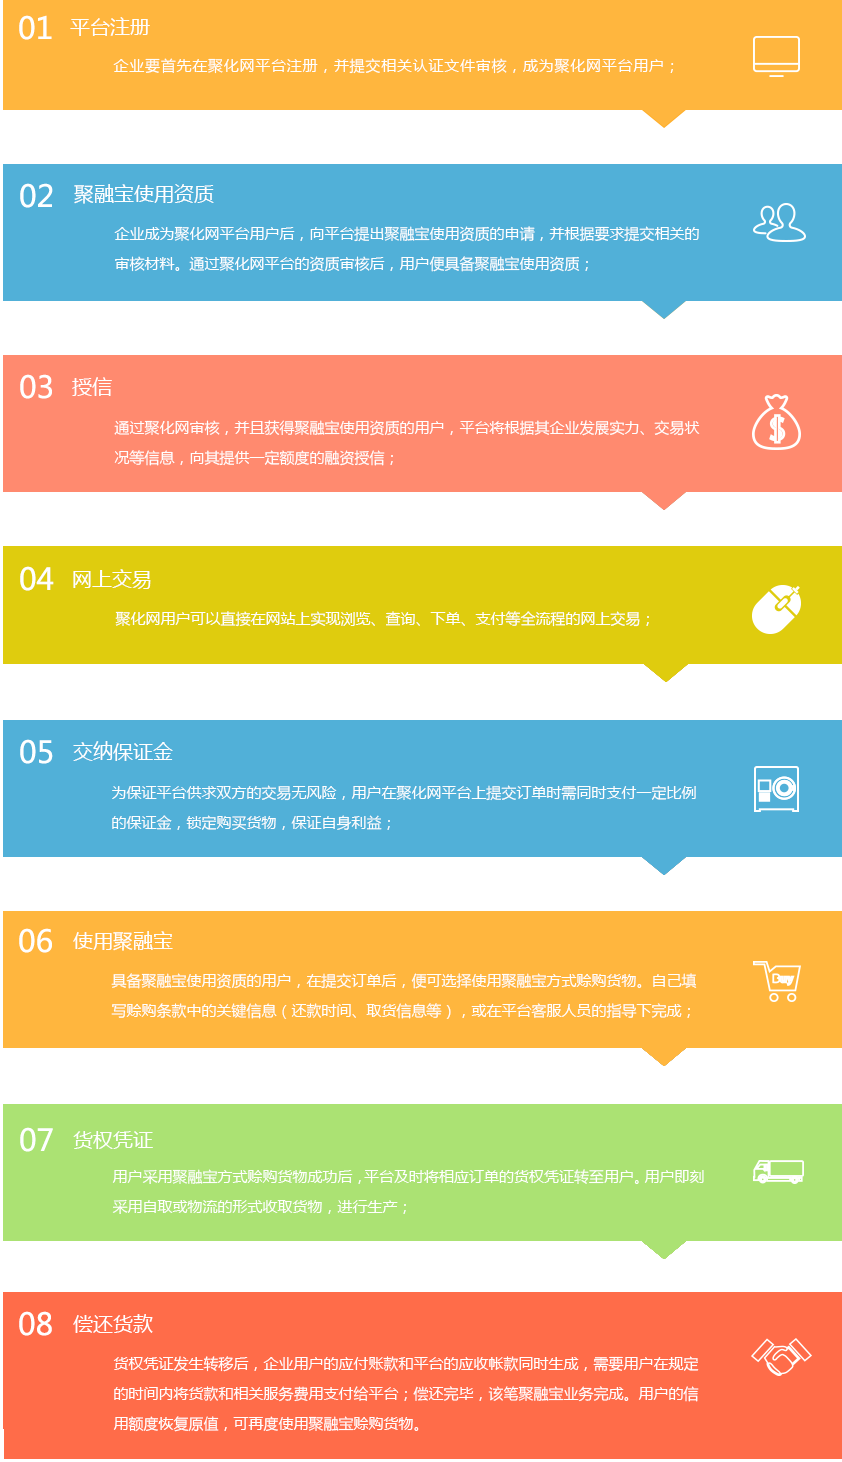 01 平台注册
企业要首先在聚化网平台注册，并提交相关认证文件审核，成为聚化网平台用户；
02 聚融宝使用资质
企业成为聚化网平台用户后，向平台提出聚融宝使用资质的申请，并根据要求提交相关的
审核材料。通过聚化网平台的资质审核后，用户便具备聚融宝使用资质；
03 授信
通过聚化网审核，并且获得聚融宝使用资质的用户，平台将根据其企业发展实力、交易状
况等信息，向其提供一定额度的融资授信；
04 网上交易
聚化网用户可以直接在网站上实现浏览、查询、下单、支付等全流程的网上交易；
05 交纳保证金
为保证平台供求双方的交易无风险，用户在聚化网平台上提交订单时需同时支付一定比例
的保证金，锁定购买货物，保证自身利益；
06 使用聚融宝
具备聚融宝使用资质的用户，在提交订单后，便可选择使用聚融宝方式赊购货物。自己填
写赊购条款中的关键信息（还款时间、取货信息等），或在平台客服人员的指导下完成；
Buy
07 货权凭证
用户采用聚融宝方式赊购货物成功后，平台及时将相应订单的货权凭证转至用户。用户即刻
采用自取或物流的形式收取货物，进行生产；
08 偿还货款
货权凭证发生转移后，企业用户的应付账款和平台的应收帐款同时生成，需要用户在规定
的时间内将货款和相关服务费用支付给平台；偿还完毕，该笔聚融宝业务完成。用户的信
用额度恢复原值，可再度使用聚融宝赊购货物。